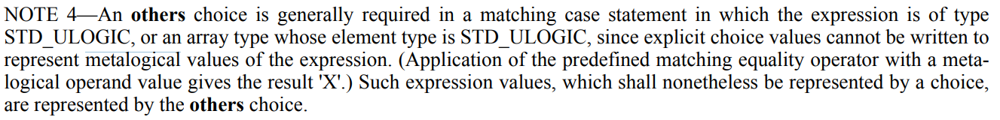 NOTE 4—An others choice is generally required in a matching case statement in which the expression is of type
STD_ULOGIC, or an array type whose element type is STD_ULOGIC, since explicit choice values cannot be written to
represent metalogical values of the expression. (Application of the predefined matching equality operator with a meta-
logical operand value gives the result 'X'.) Such expression values, which shall nonetheless be represented by a choice,
are represented by the others choice.